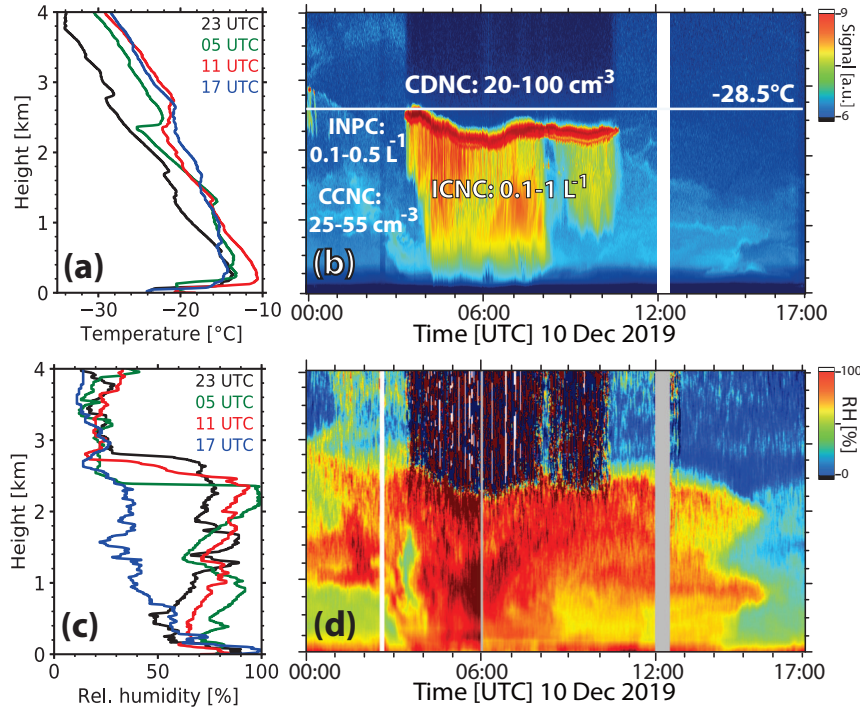 4
3
2
1
0
Height [km]
23 UTC
05 UTC
11 UTC
17 UTC
(a)
−30
−20
−10
Temperature [°C]
CDNC: 20-100 cm-3
-28.5°C
INPC:
0.1-0.5 L-1
ICNC: 0.1-1 L-1
CCNC:
25-55 cm-3
(b)
00:00
06:00
12:00
17:00
Time [UTC] 10 Dec 2019
9
-6
Signal [a.u.]
4
3
2
1
0
Height [km]
23 UTC
05 UTC
11 UTC
17 UTC
(c)
0
50
100
Rel. humidity [%]
(d)
00:00
06:00
12:00
17:00
Time [UTC] 10 Dec 2019
100
0
RH [%]